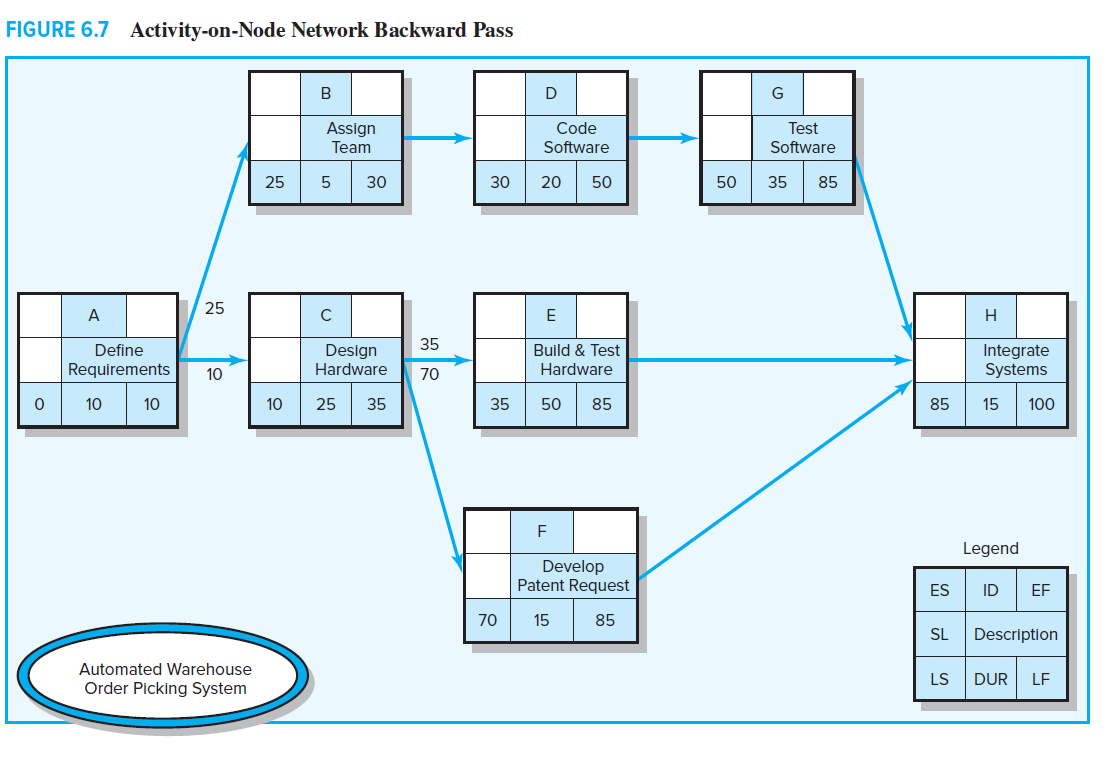 FIGURE 6.7 Activity-on-Node Network Backward Pass
B
Assign
Team
25 5 30
D
Code
Software
30 20 50
G
Test
Software
50 35 85
A
Define
Requirements
0 10 10
25
10
C
Design
Hardware
10 25 35
35
70
E
Build & Test
Hardware
35 50 85
H
Integrate
Systems
85 15 100
F
Develop
Patent Request
70 15 85
Legend
ES ID EF
SL Description
LS DUR LF
Automated Warehouse
Order Picking System